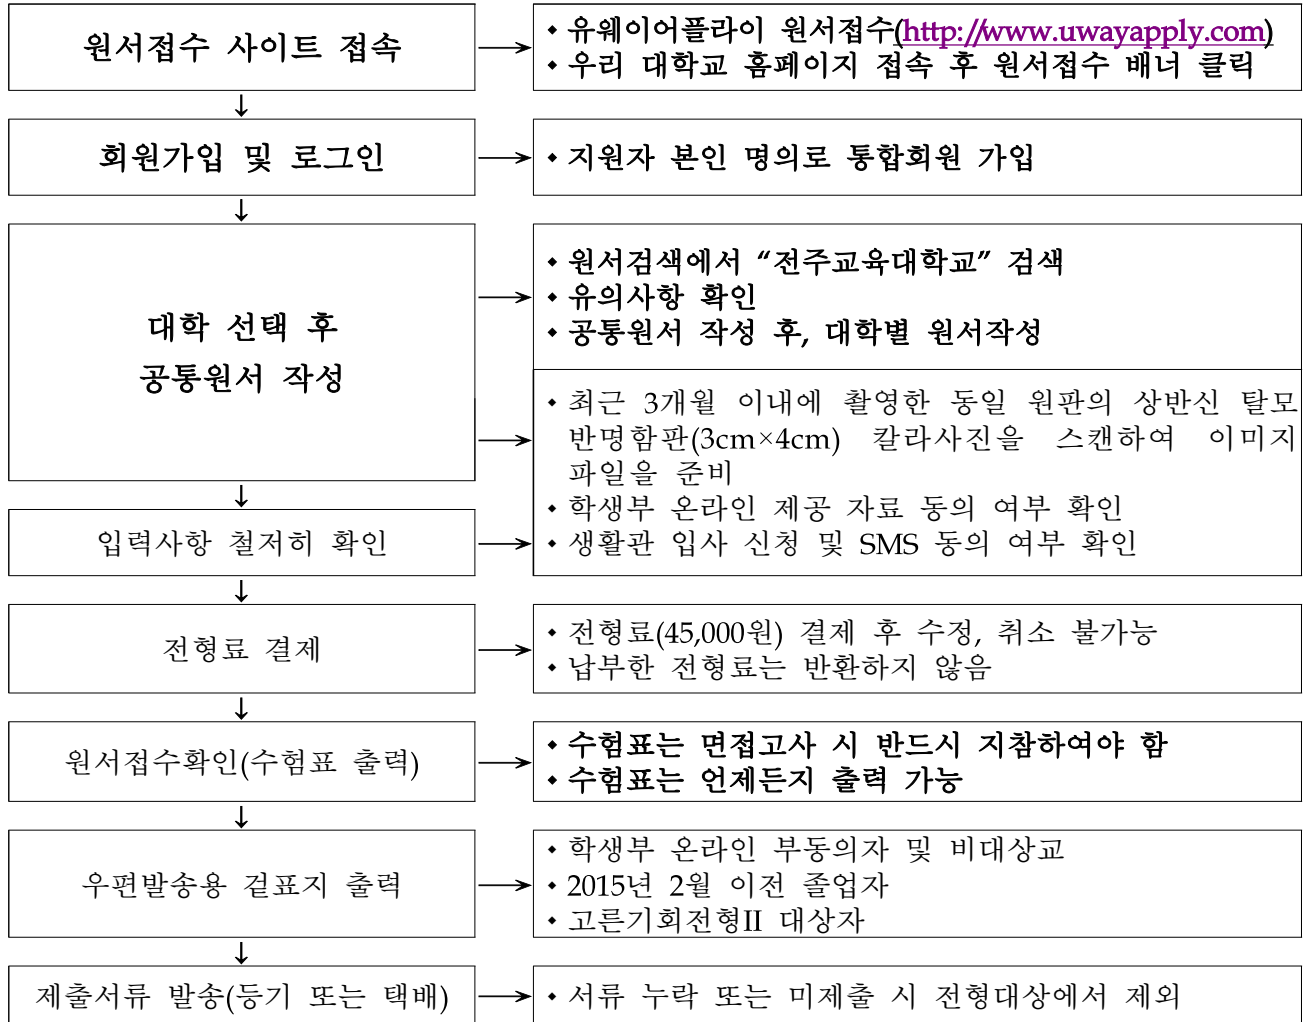 원서접수 사이트 접속
⬩ 유웨이어플라이 원서접수(http://www.uwayapply.com)
⬩ 우리 대학교 홈페이지 접속 후 원서접수 배너 클릭
↓
회원가입 및 로그인
⬩ 지원자 본인 명의로 통합회원 가입
↓
대학 선택 후
공통원서 작성
⬩ 원서검색에서 “전주교육대학교” 검색
⬩ 유의사항 확인
⬩ 공통원서 작성 후, 대학별 원서작성
⬩ 최근 3개월 이내에 촬영한 동일 원판의 상반신 탈모
반명함판(3cm×4cm) 칼라사진을 스캔하여 이미지
파일을 준비
⬩ 학생부 온라인 제공 자료 동의 여부 확인
⬩ 생활관 입사 신청 및 SMS 동의 여부 확인
↓
입력사항 철저히 확인
↓
전형료 결제
⬩ 전형료(45,000원) 결제 후 수정, 취소 불가능
⬩ 납부한 전형료는 반환하지 않음
↓
원서접수확인(수험표 출력)
⬩ 수험표는 면접고사 시 반드시 지참하여야 함
⬩ 수험표는 언제든지 출력 가능
↓
우편발송용 겉표지 출력
⬩ 학생부 온라인 부동의자 및 비대상교
⬩ 2015년 2월 이전 졸업자
⬩ 고른기회전형II 대상자
↓
제출서류 발송(등기 또는 택배)
⬩ 서류 누락 또는 미제출 시 전형대상에서 제외